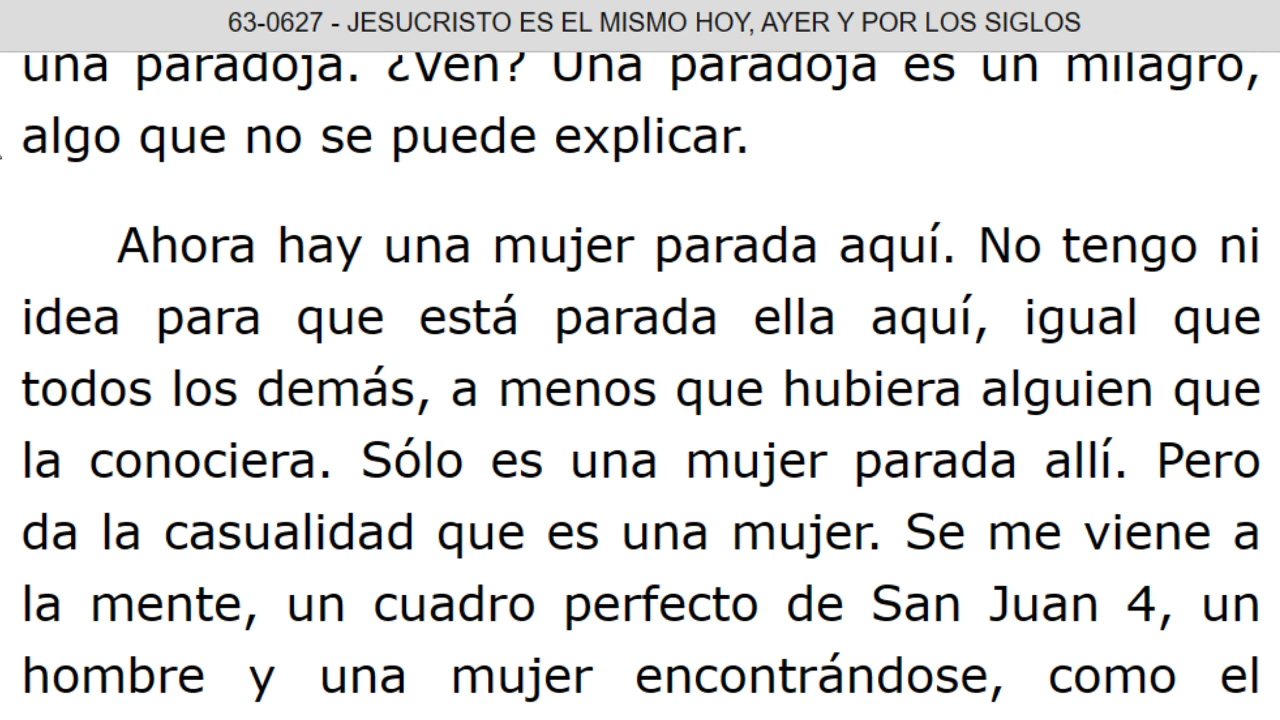 63-0627 - JESUCRISTO ES EL MISMO HOY, AYER Y POR LOS SIGLOS
una paradoja. ¿Ven? Una paradoja es un milagro,
algo que no se puede explicar.
Ahora hay una mujer parada aquí. No tengo ni
idea para que está parada ella aquí, igual que
todos los demás, a menos que hubiera alguien que
la conociera. Sólo es una mujer parada allí. Pero
da la casualidad que es una mujer. Se me viene a
la mente, un cuadro perfecto de San Juan 4, un
hombre y una mujer encontrándose, como el